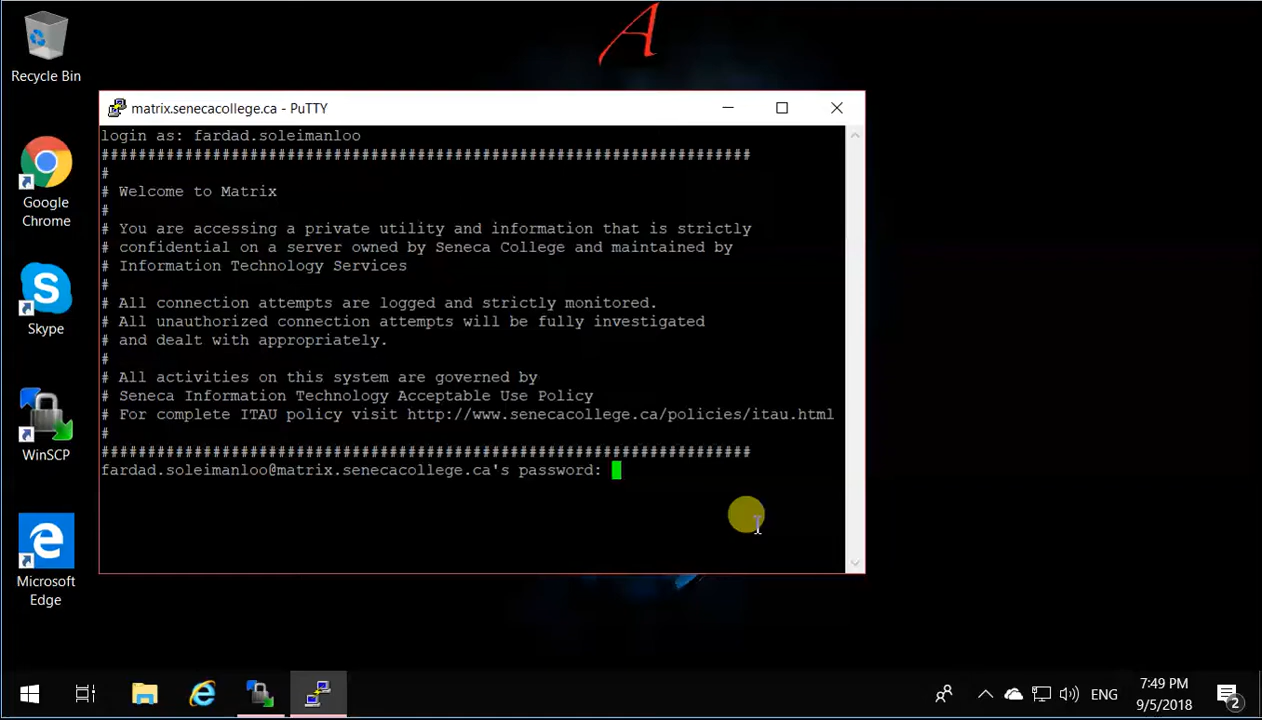 A
Recycle Bin
matrix.senecacollege.ca - PuTTY
login as: fardad.soleimanloo
######################################################################
#
# Welcome to Matrix
#
# You are accessing a private utility and information that is strictly
# confidential on a server owned by Seneca College and maintained by
# Information Technology Services
#
# All connection attempts are logged and strictly monitored.
# All unauthorized connection attempts will be fully investigated
# and dealt with appropriately.
#
# All activities on this system are governed by
# Seneca Information Technology Acceptable Use Policy
# For complete ITAU policy visit http://www.senecacollege.ca/policies/itau.html
#
######################################################################
fardad.soleimanloo@matrix.senecacollege.ca's password:
Google
Chrome
Skype
WinSCP
Microsoft
Edge
ENG
7:49 PM
9/5/2018
2